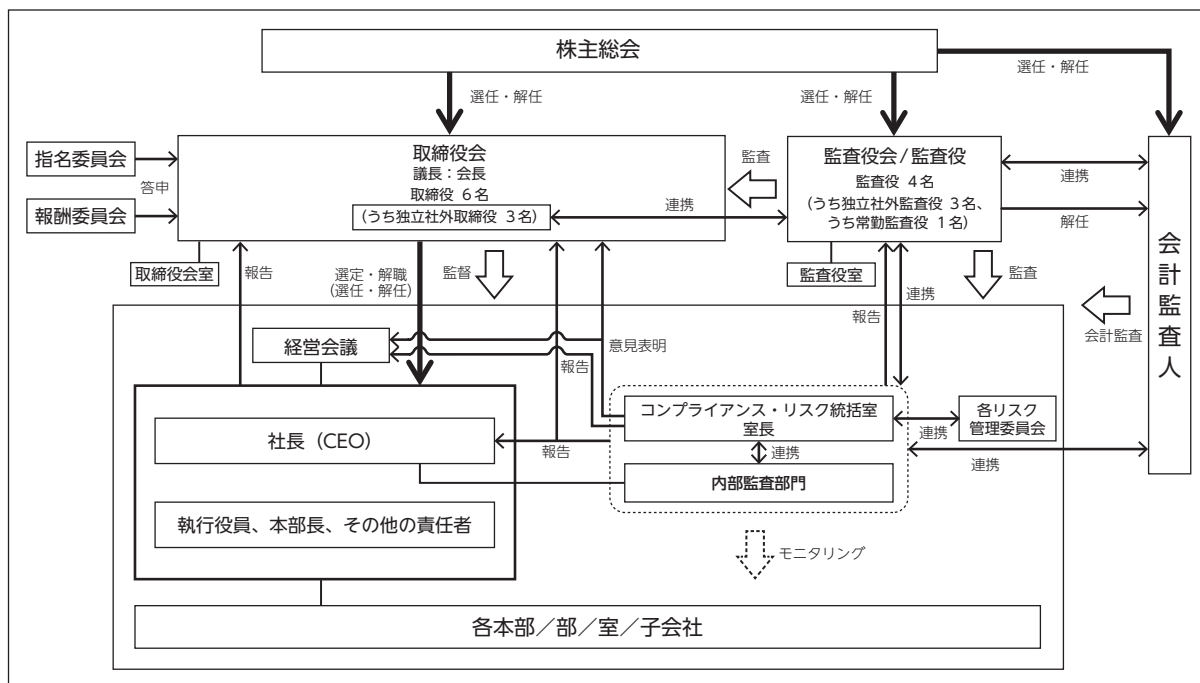 株主総会
選任・解任
選任・解任
選任・解任
指名委員会
答申
報酬委員会
取締役会
議長：会長
取締役 6名
（うち独立社外取締役 3名）
監査
連携
監査役会/監査役
監査役 4名
（うち独立社外監査役 3名、
うち常勤監査役 1名）
連携
解任
会計監査人
取締役会室
報告
選定・解職
（選任・解任）
監督
監査役室
連携
監査
報告
会計監査
経営会議
意見表明
報告
コンプライアンス・リスク統括室
室長
各リスク
管理委員会
連携
社長（CEO）
報告
連携
連携
内部監査部門
執行役員、本部長、その他の責任者
モニタリング
各本部／部／室／子会社